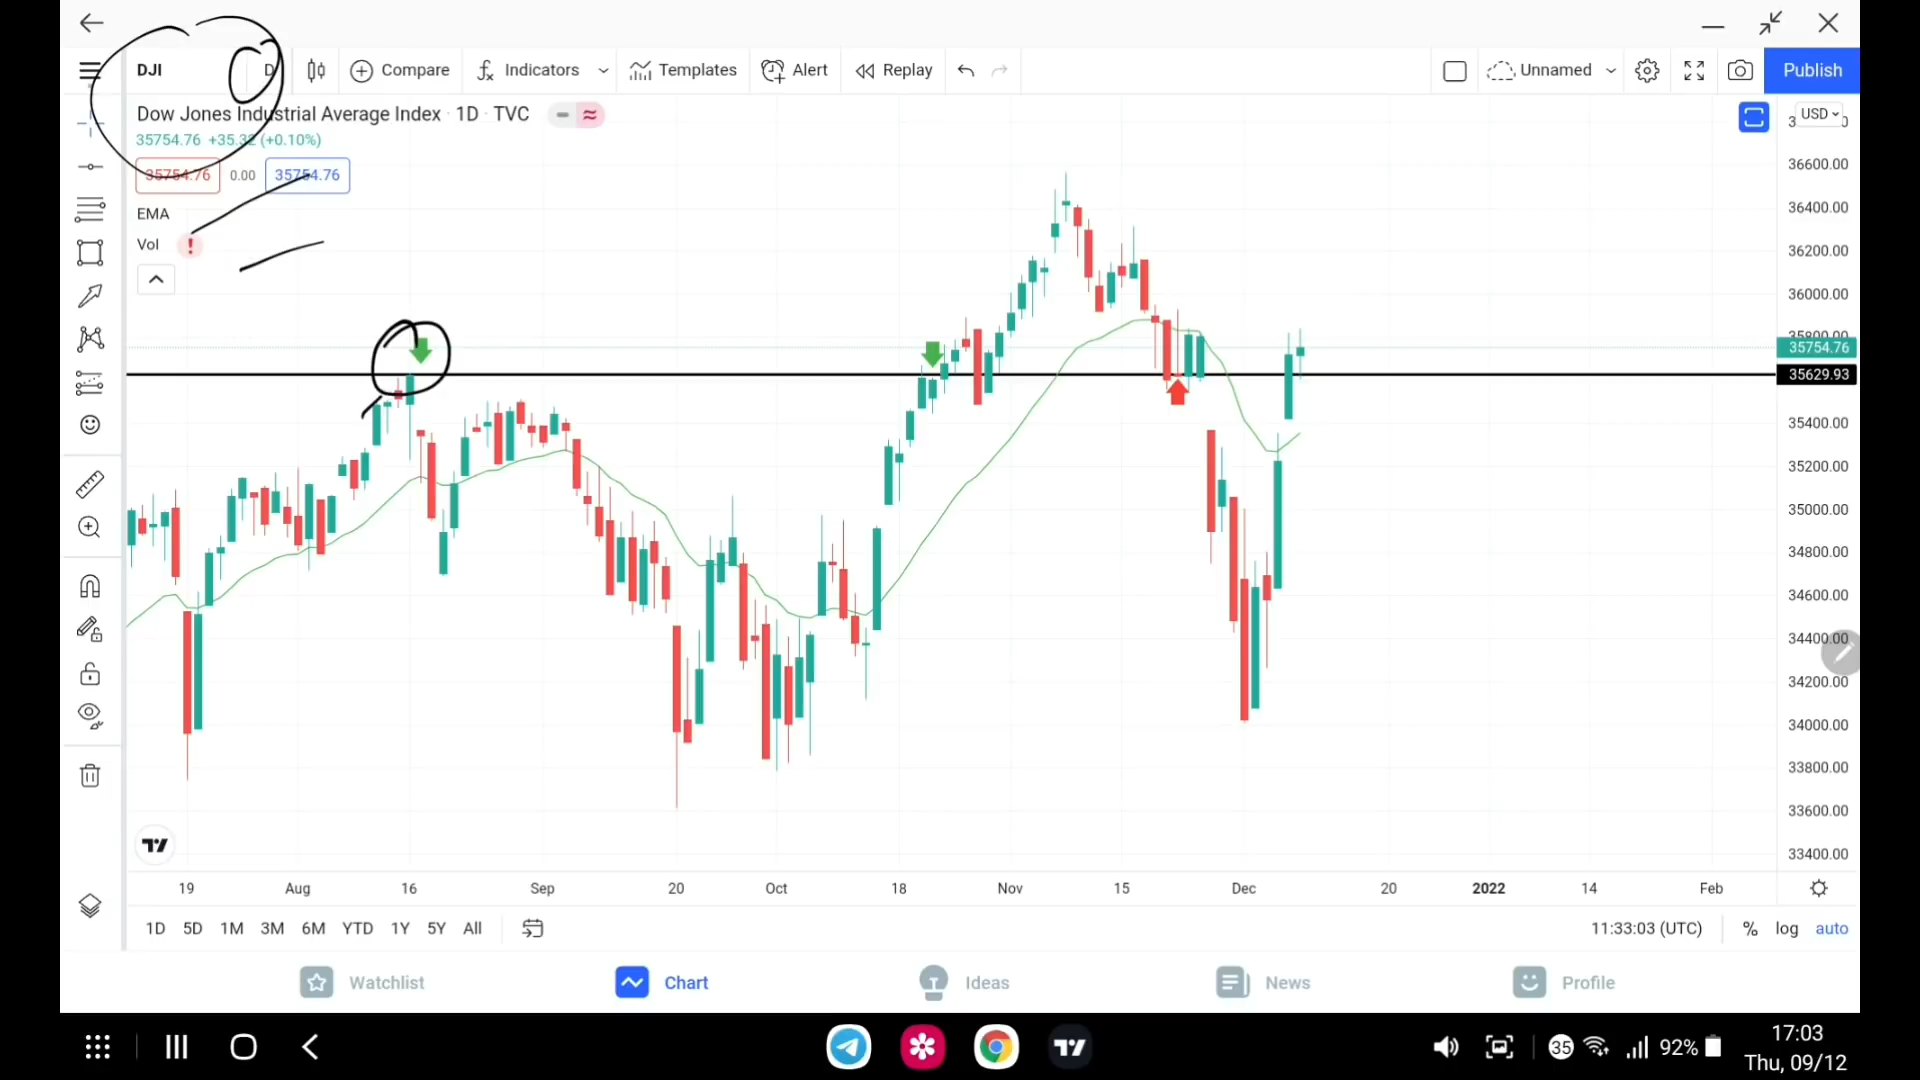 DJI D Compare Indicators Templates Alert Replay Unnamed Publish
Dow Jones Industrial Average Index · 1D · TVC
USD
35754.76 +35.32 (+0.10%)
35754.76 0.00 35754.76
EMA
Vol !
36600.00
36400.00
36200.00
36000.00
35800.00
35754.76
35629.93
35400.00
35200.00
35000.00
34800.00
34600.00
34400.00
34200.00
34000.00
33800.00
33600.00
33400.00
19 Aug 16 Sep 20 Oct 18 Nov 15 Dec 20 2022 14 Feb
1D 5D 1M 3M 6M YTD 1Y 5Y All 11:33:03 (UTC) % log auto
Watchlist Chart Ideas News Profile
35 92% 17:03
Thu, 09/12